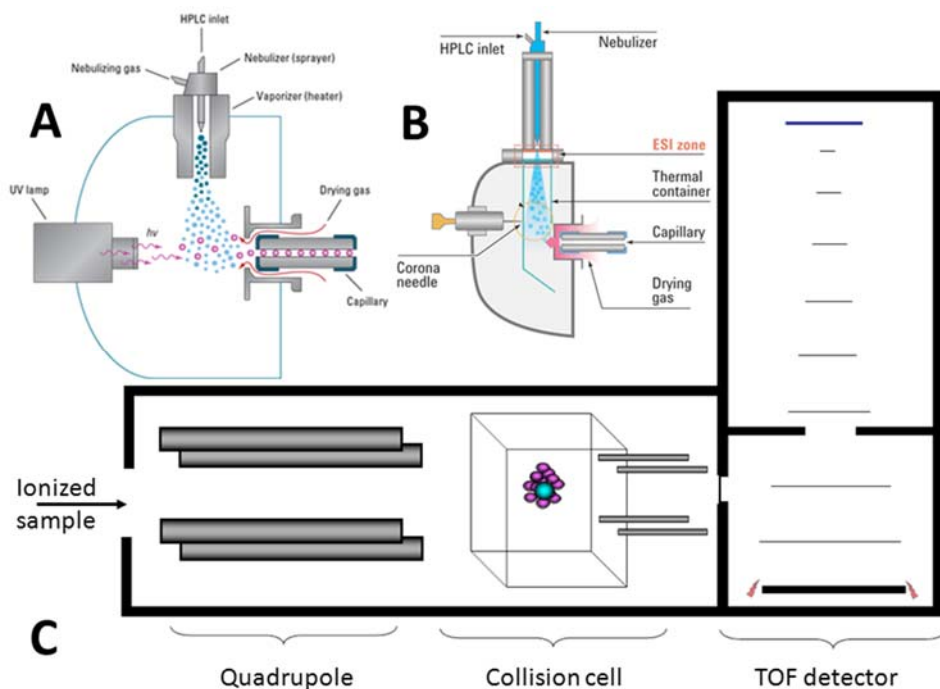 HPLC inlet
Nebulizing gas
Nebulizer (sprayer)
Vaporizer (heater)
A
UV lamp
hν
Drying gas
Capillary
HPLC inlet
Nebulizer
B
ESI zone
Thermal
container
Capillary
Corona
needle
Drying
gas
Ionized
sample
C
Quadrupole
Collision cell
TOF detector